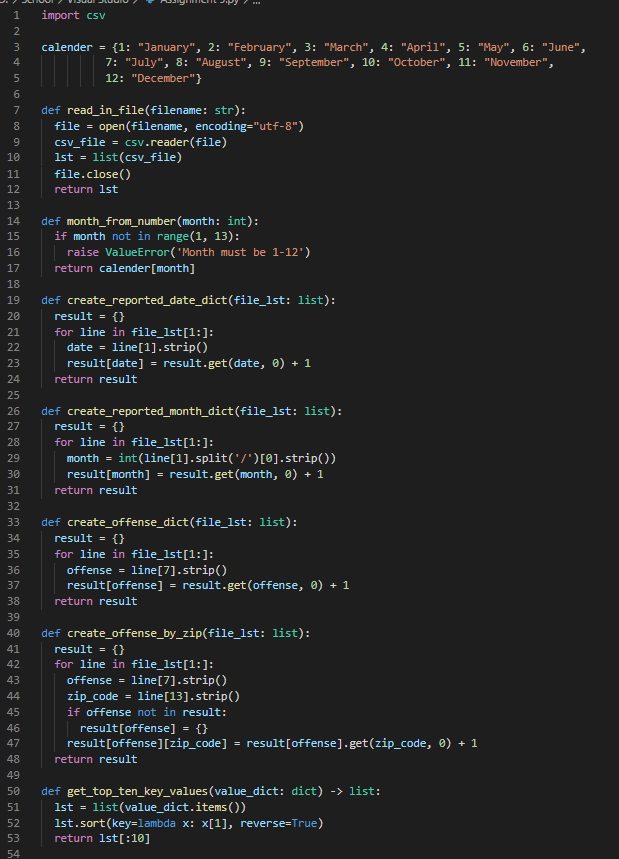 School / Visual Studio / Assignment 9.py / ...
1 import csv
2
3 calender = {1: "January", 2: "February", 3: "March", 4: "April", 5: "May", 6: "June",
4 7: "July", 8: "August", 9: "September", 10: "October", 11: "November",
5 12: "December"}
6
7 def read_in_file(filename: str):
8 file = open(filename, encoding="utf-8")
9 csv_file = csv.reader(file)
10 lst = list(csv_file)
11 file.close()
12 return lst
13
14 def month_from_number(month: int):
15 if month not in range(1, 13):
16 raise ValueError('Month must be 1-12')
17 return calender[month]
18
19 def create_reported_date_dict(file_lst: list):
20 result = {}
21 for line in file_lst[1:]:
22 date = line[1].strip()
23 result[date] = result.get(date, 0) + 1
24 return result
25
26 def create_reported_month_dict(file_lst: list):
27 result = {}
28 for line in file_lst[1:]:
29 month = int(line[1].split('/')[0].strip())
30 result[month] = result.get(month, 0) + 1
31 return result
32
33 def create_offense_dict(file_lst: list):
34 result = {}
35 for line in file_lst[1:]:
36 offense = line[7].strip()
37 result[offense] = result.get(offense, 0) + 1
38 return result
39
40 def create_offense_by_zip(file_lst: list):
41 result = {}
42 for line in file_lst[1:]:
43 offense = line[7].strip()
44 zip_code = line[13].strip()
45 if offense not in result:
46 result[offense] = {}
47 result[offense][zip_code] = result[offense].get(zip_code, 0) + 1
48 return result
49
50 def get_top_ten_key_values(value_dict: dict) -> list:
51 lst = list(value_dict.items())
52 lst.sort(key=lambda x: x[1], reverse=True)
53 return lst[:10]
54